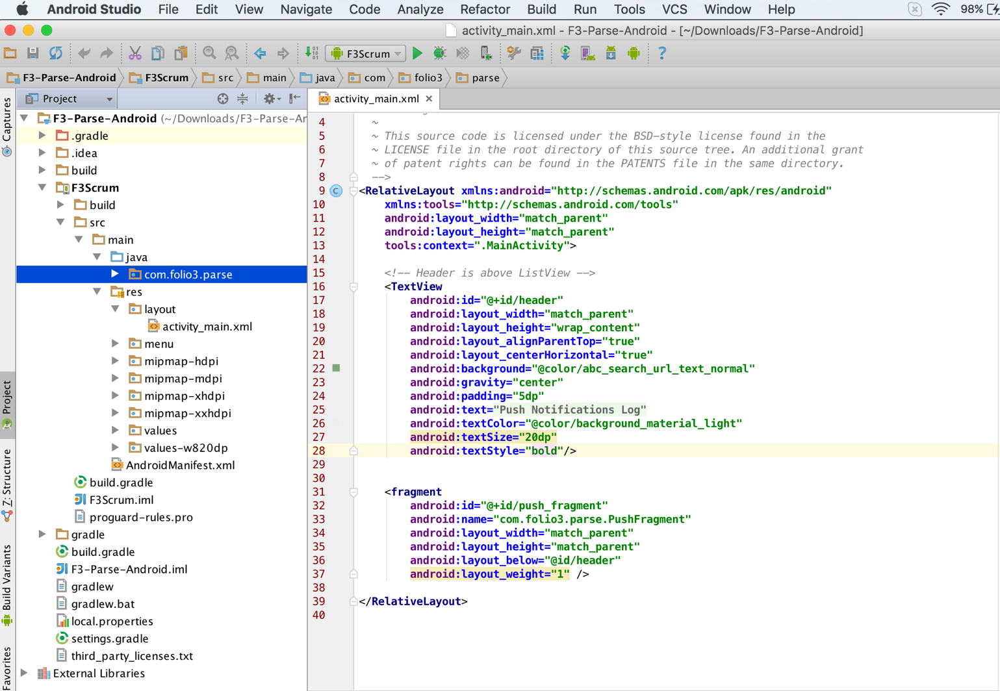 Android Studio File Edit View Navigate Code Analyze Refactor Build Run Tools VCS Window Help 98%
activity_main.xml - F3-Parse-Android - [~/Downloads/F3-Parse-Android]
F3Scrum
F3-Parse-Android F3Scrum src main java com folio3 parse
Project
activity_main.xml
Captures
Project
Z: Structure
Build Variants
Favorites
F3-Parse-Android (~/Downloads/F3-Parse-Ar
.gradle
.idea
build
F3Scrum
build
src
main
java
com.folio3.parse
res
layout
activity_main.xml
menu
mipmap-hdpi
mipmap-mdpi
mipmap-xhdpi
mipmap-xxhdpi
values
values-w820dp
AndroidManifest.xml
build.gradle
F3Scrum.iml
proguard-rules.pro
gradle
build.gradle
F3-Parse-Android.iml
gradlew
gradlew.bat
local.properties
settings.gradle
third_party_licenses.txt
External Libraries
4 ~
5 ~ This source code is licensed under the BSD-style license found in the
6 ~ LICENSE file in the root directory of this source tree. An additional grant
7 ~ of patent rights can be found in the PATENTS file in the same directory.
8 -->
9 <RelativeLayout xmlns:android="http://schemas.android.com/apk/res/android"
10 xmlns:tools="http://schemas.android.com/tools"
11 android:layout_width="match_parent"
12 android:layout_height="match_parent"
13 tools:context=".MainActivity">
14
15 <!-- Header is above ListView -->
16 <TextView
17 android:id="@+id/header"
18 android:layout_width="match_parent"
19 android:layout_height="wrap_content"
20 android:layout_alignParentTop="true"
21 android:layout_centerHorizontal="true"
22 android:background="@color/abc_search_url_text_normal"
23 android:gravity="center"
24 android:padding="5dp"
25 android:text="Push Notifications Log"
26 android:textColor="@color/background_material_light"
27 android:textSize="20dp"
28 android:textStyle="bold"/>
29
30
31 <fragment
32 android:id="@+id/push_fragment"
33 android:name="com.folio3.parse.PushFragment"
34 android:layout_width="match_parent"
35 android:layout_height="match_parent"
36 android:layout_below="@id/header"
37 android:layout_weight="1" />
38
39 </RelativeLayout>
40